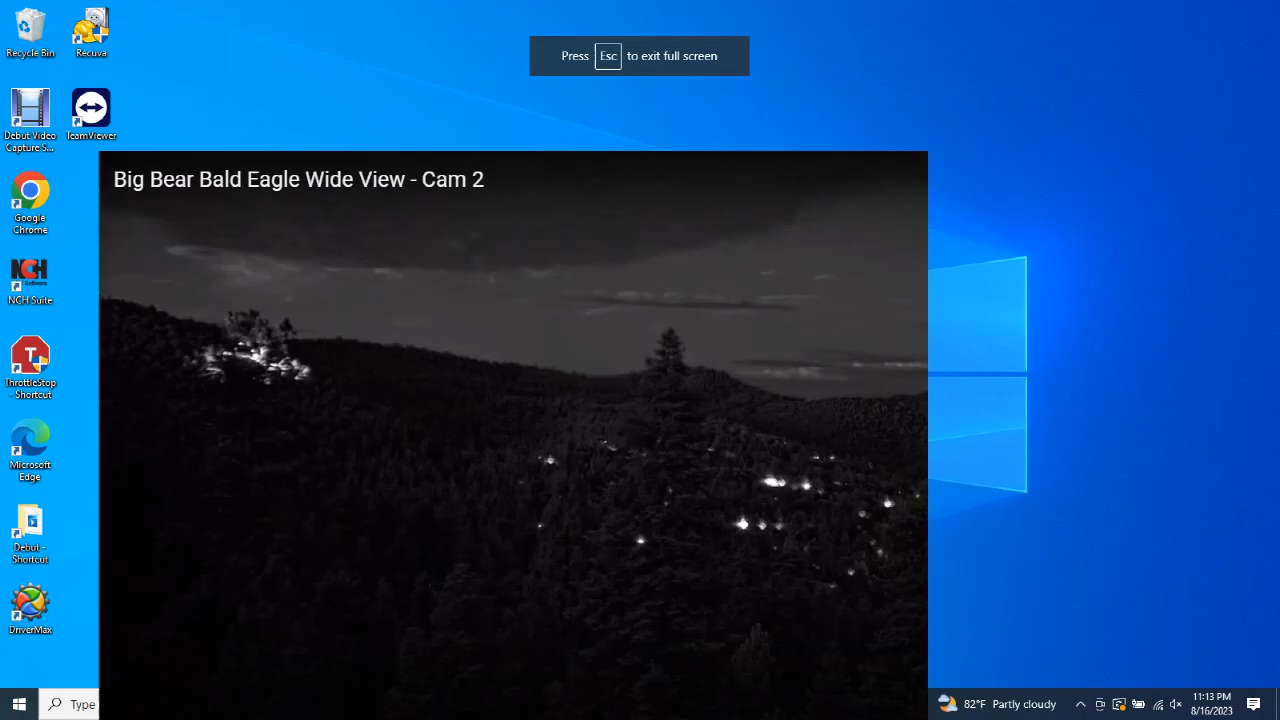 Recycle Bin
Recuva
Press Esc to exit full screen
Debut Video
Capture S...
TeamViewer
Big Bear Bald Eagle Wide View - Cam 2
Google
Chrome
NCH
Software
NCH Suite
T
ThrottleStop
- Shortcut
Microsoft
Edge
Debut -
Shortcut
DriverMax
Type
82°F Partly cloudy
11:13 PM
8/16/2023